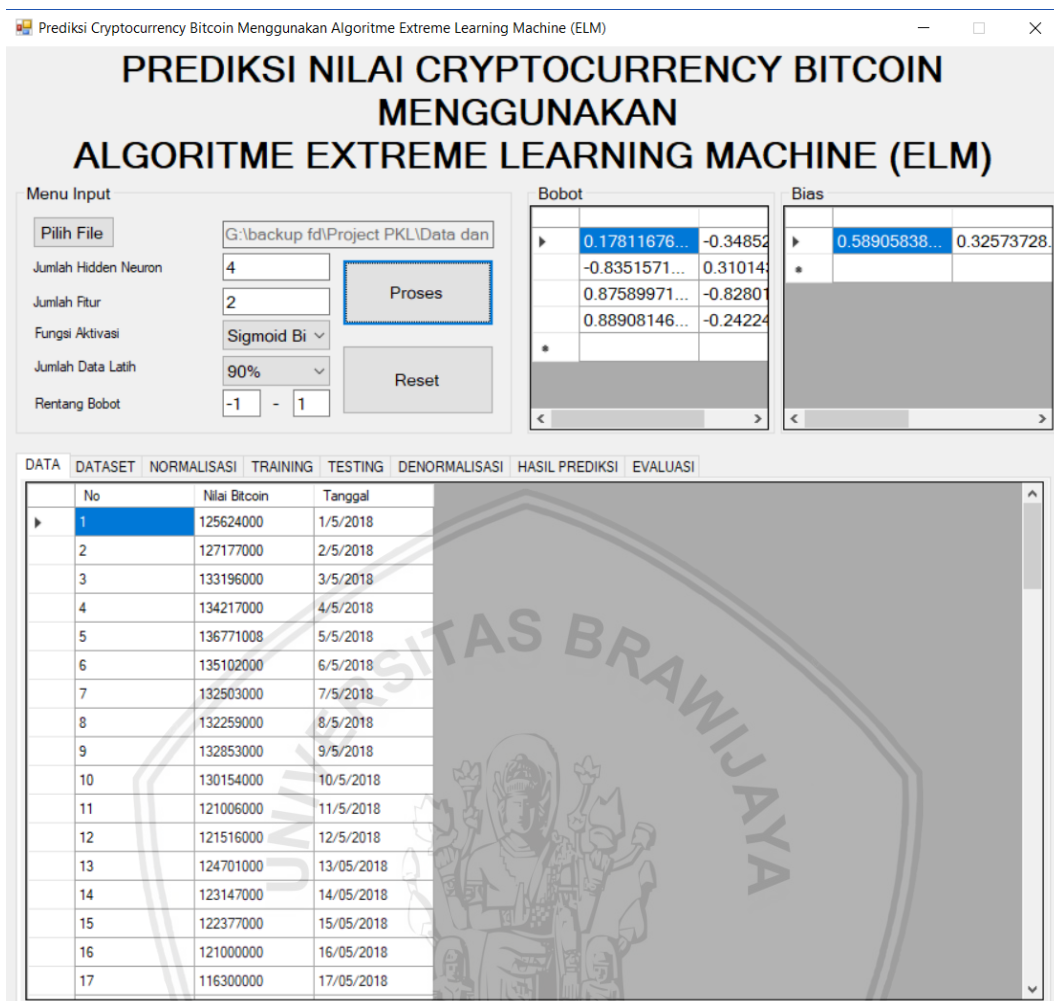 Prediksi Cryptocurrency Bitcoin Menggunakan Algoritme Extreme Learning Machine (ELM)
PREDIKSI NILAI CRYPTOCURRENCY BITCOIN
MENGGUNAKAN
ALGORITME EXTREME LEARNING MACHINE (ELM)
Menu Input
Pilih File G:\backup fd\Project PKL\Data dan
Jumlah Hidden Neuron 4
Jumlah Fitur 2
Fungsi Aktivasi Sigmoid Bi
Jumlah Data Latih 90%
Rentang Bobot -1 - 1
Proses
Reset
Bobot
0.17811676... -0.34852
-0.8351571... 0.31014
0.87589971... -0.82801
0.88908146... -0.24224
Bias
0.58905838... 0.32573728.
DATA DATASET NORMALISASI TRAINING TESTING DENORMALISASI HASIL PREDIKSI EVALUASI
No Nilai Bitcoin Tanggal
1 125624000 1/5/2018
2 127177000 2/5/2018
3 133196000 3/5/2018
4 134217000 4/5/2018
5 136771008 5/5/2018
6 135102000 6/5/2018
7 132503000 7/5/2018
8 132259000 8/5/2018
9 132853000 9/5/2018
10 130154000 10/5/2018
11 121006000 11/5/2018
12 121516000 12/5/2018
13 124701000 13/05/2018
14 123147000 14/05/2018
15 122377000 15/05/2018
16 121000000 16/05/2018
17 116300000 17/05/2018
UNIVERSITAS BRAWIJAYA